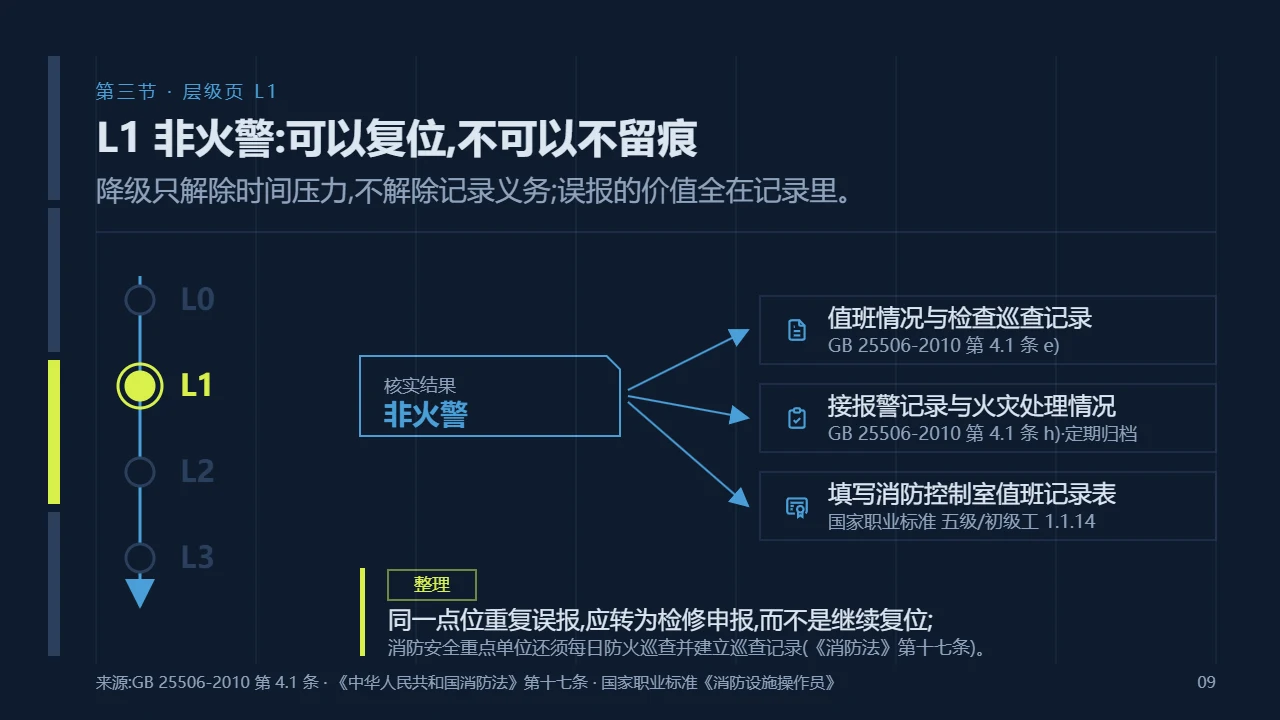 第三节 · 层级页 L1
L1 非火警:可以复位,不可以不留痕
降级只解除时间压力,不解除记录义务;误报的价值全在记录里。
L0
L1
L2
L3
核实结果
非火警
值班情况与检查巡查记录
GB 25506-2010 第 4.1 条 e)
接报警记录与火灾处理情况
GB 25506-2010 第 4.1 条 h)·定期归档
填写消防控制室值班记录表
国家职业标准 五级/初级工 1.1.14
整理
同一点位重复误报,应转为检修申报,而不是继续复位;
消防安全重点单位还须每日防火巡查并建立巡查记录(《消防法》第十七条)。
来源:GB 25506-2010 第 4.1 条 · 《中华人民共和国消防法》第十七条 · 国家职业标准《消防设施操作员》
09